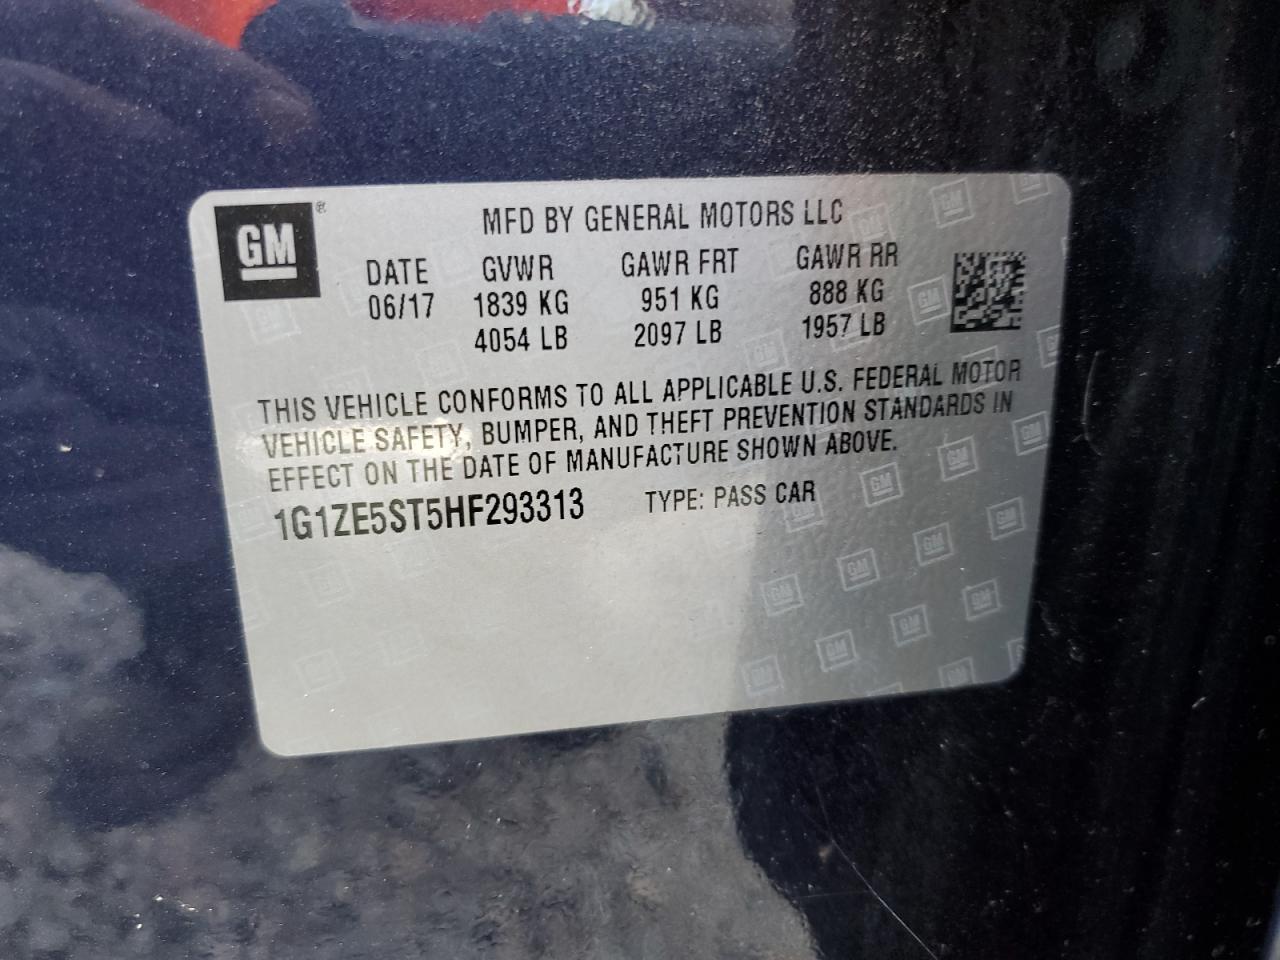 GM®
MFD BY GENERAL MOTORS LLC
DATE GVWR GAWR FRT GAWR RR
06/17 1839 KG 951 KG 888 KG
4054 LB 2097 LB 1957 LB
THIS VEHICLE CONFORMS TO ALL APPLICABLE U.S. FEDERAL MOTOR
VEHICLE SAFETY, BUMPER, AND THEFT PREVENTION STANDARDS IN
EFFECT ON THE DATE OF MANUFACTURE SHOWN ABOVE.
1G1ZE5ST5HF293313 TYPE: PASS CAR